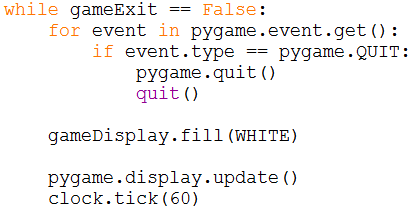 while gameExit == False:
    for event in pygame.event.get():
        if event.type == pygame.QUIT:
            pygame.quit()
            quit()

    gameDisplay.fill(WHITE)

    pygame.display.update()
    clock.tick(60)